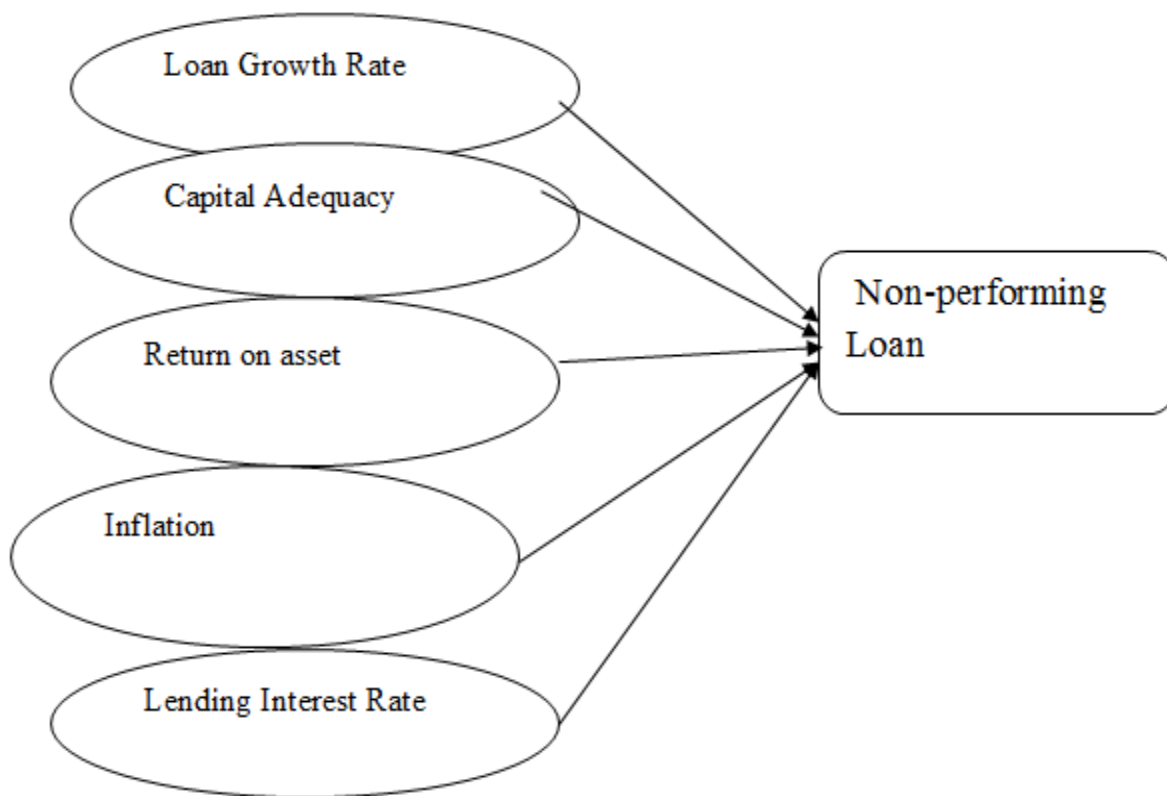 Loan Growth Rate
Capital Adequacy
Return on asset
Inflation
Lending Interest Rate
Non-performing
Loan